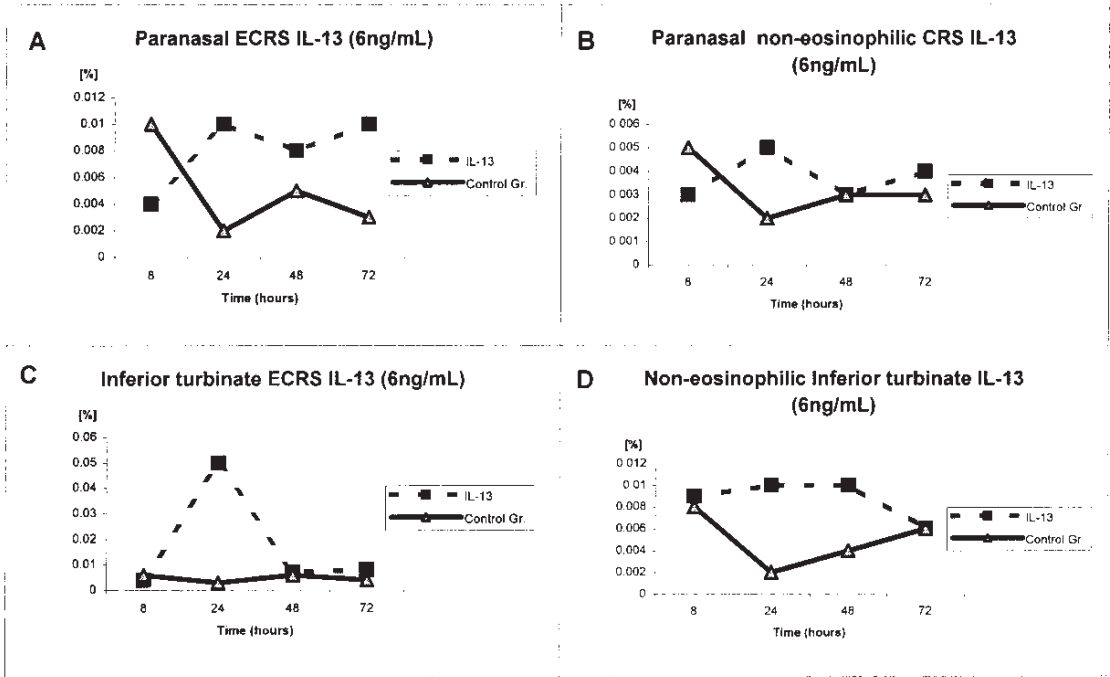 A
Paranasal ECRS IL-13 (6ng/mL)
[%]
0.012
0.01
0.008
0.006
0.004
0.002
0
8 24 48 72
Time (hours)
IL-13
Control Gr.
B
Paranasal non-eosinophilic CRS IL-13
(6ng/mL)
[%]
0.006
0.005
0.004
0.003
0.002
0.001
0
8 24 48 72
Time (hours)
IL-13
Control Gr
C
Inferior turbinate ECRS IL-13 (6ng/mL)
[%]
0.06
0.05
0.04
0.03
0.02
0.01
0
8 24 48 72
Time (hours)
IL-13
Control Gr.
D
Non-eosinophilic Inferior turbinate IL-13
(6ng/mL)
[%]
0.012
0.01
0.008
0.006
0.004
0.002
0
8 24 48 72
Time (hours)
IL-13
Control Gr